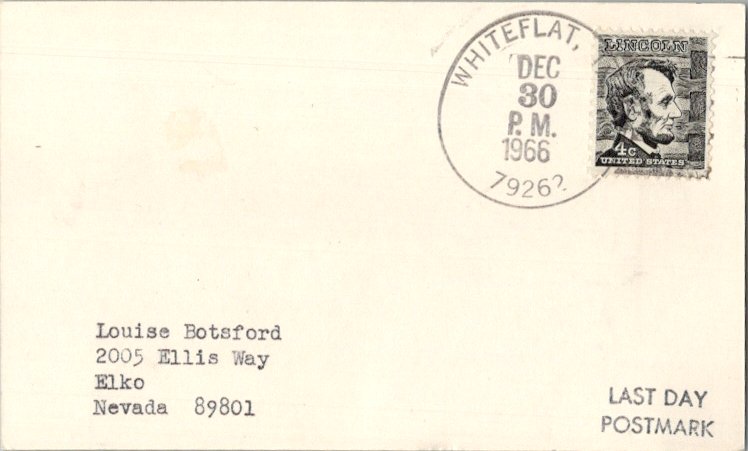 WHITEFLAT,
DEC
30
P.M.
1966
79262
LINCOLN
4c
UNITED STATES
Louise Botsford
2005 Ellis Way
Elko
Nevada 89801
LAST DAY
POSTMARK